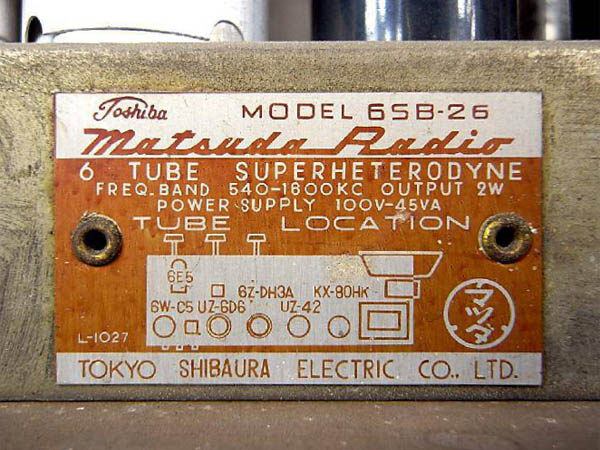 Toshiba MODEL 6SB-26
Matsuda Radio
6 TUBE SUPERHETERODYNE
FREQ.BAND 540-1600KC OUTPUT 2W
POWER SUPPLY 100V-45VA
TUBE LOCATION
6E5
6Z-DH3A KX-80HK
6W-C5 UZ-6D6 UZ-42
マツダ
L-1027
TOKYO SHIBAURA ELECTRIC CO., LTD.